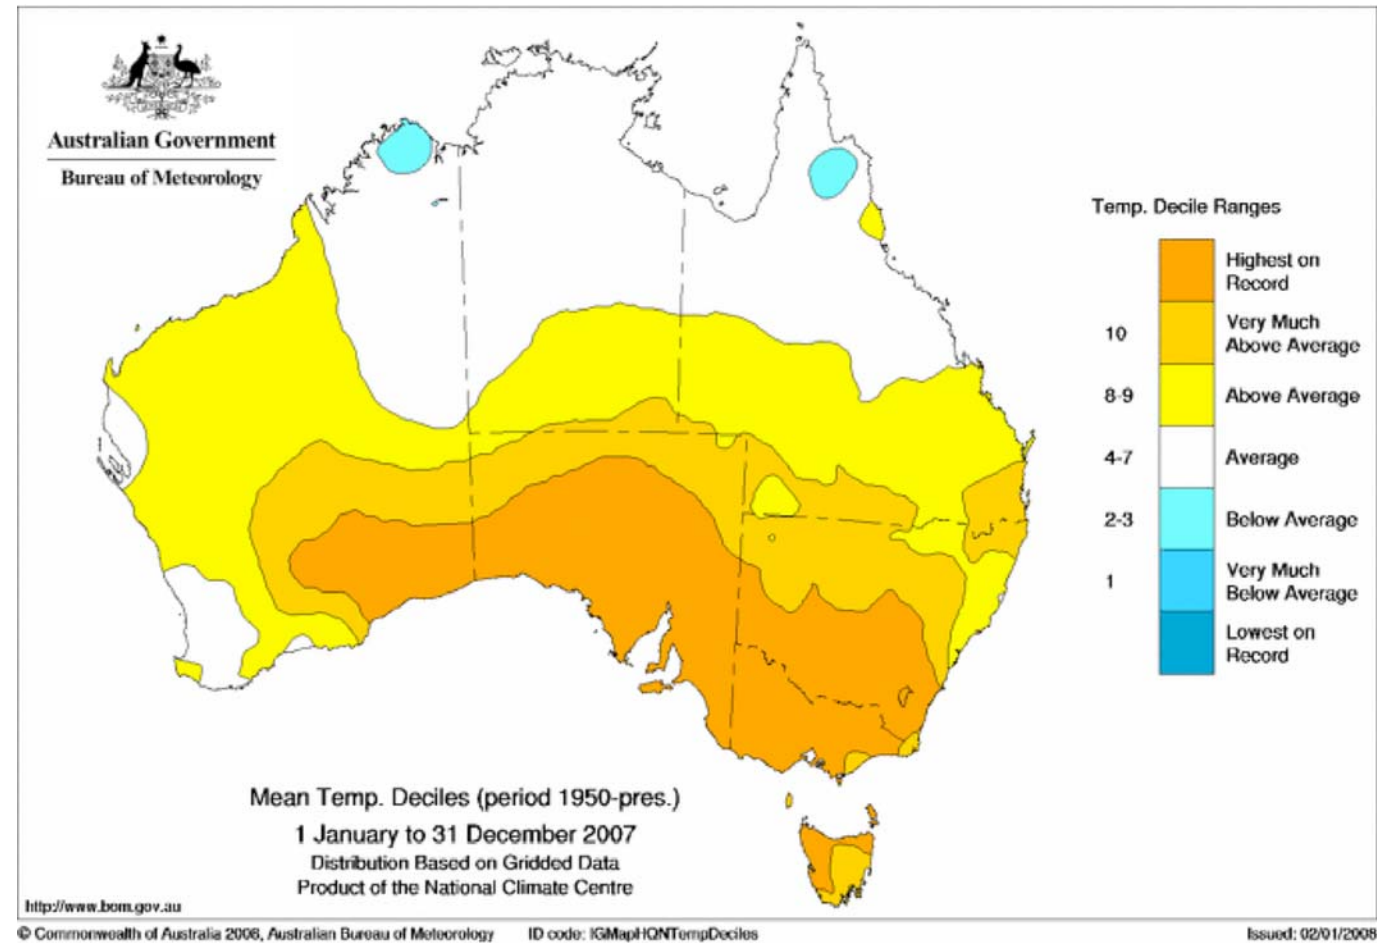 Australian Government
Bureau of Meteorology
Temp. Decile Ranges
Highest on
Record
10
Very Much
Above Average
8-9
Above Average
4-7
Average
2-3
Below Average
1
Very Much
Below Average
Lowest on
Record
Mean Temp. Deciles (period 1950-pres.)
1 January to 31 December 2007
Distribution Based on Gridded Data
Product of the National Climate Centre
http://www.bom.gov.au
© Commonwealth of Australia 2008, Australian Bureau of Meteorology
ID code: IGMapHQNTempDeciles
Issued: 02/01/2008